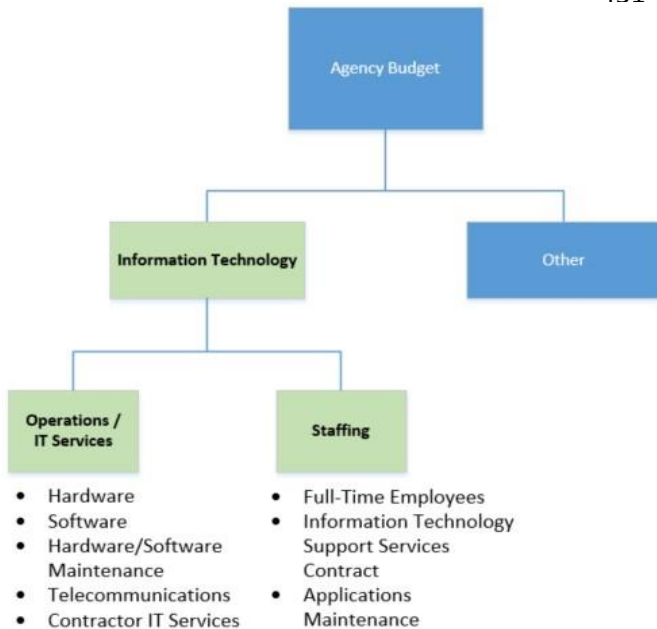 Agency Budget
Information Technology
Other
Operations /
IT Services
Staffing
• Hardware
• Software
• Hardware/Software
Maintenance
• Telecommunications
• Contractor IT Services
• Full-Time Employees
• Information Technology
Support Services
Contract
• Applications
Maintenance